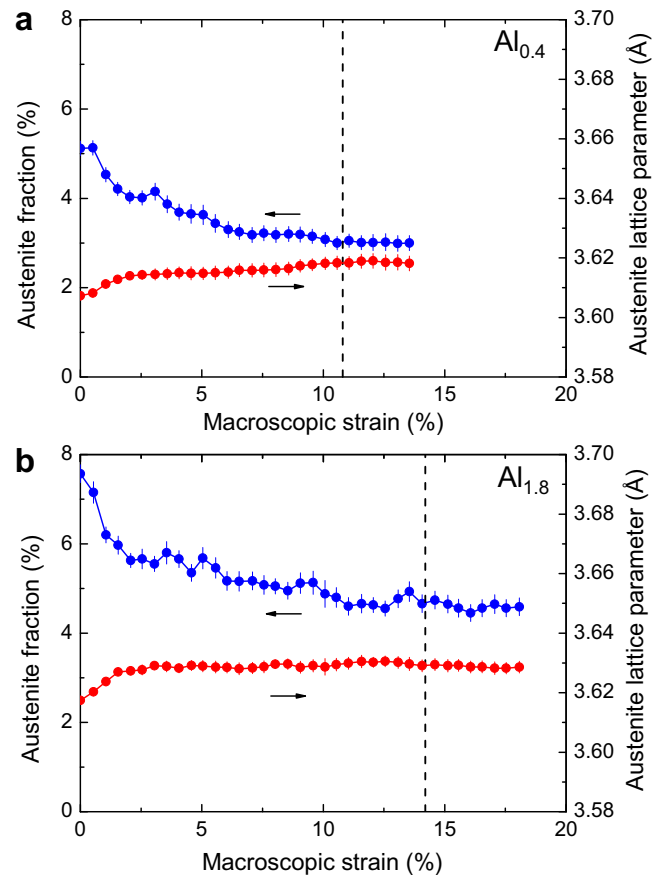 a
Al0.4
Austenite fraction (%)
8
6
4
2
0
3.70
3.68
3.66
3.64
3.62
3.60
3.58
Austenite lattice parameter (Å)
0 5 10 15 20
Macroscopic strain (%)
b
Al1.8
Austenite fraction (%)
8
6
4
2
0
3.70
3.68
3.66
3.64
3.62
3.60
3.58
Austenite lattice parameter (Å)
0 5 10 15 20
Macroscopic strain (%)